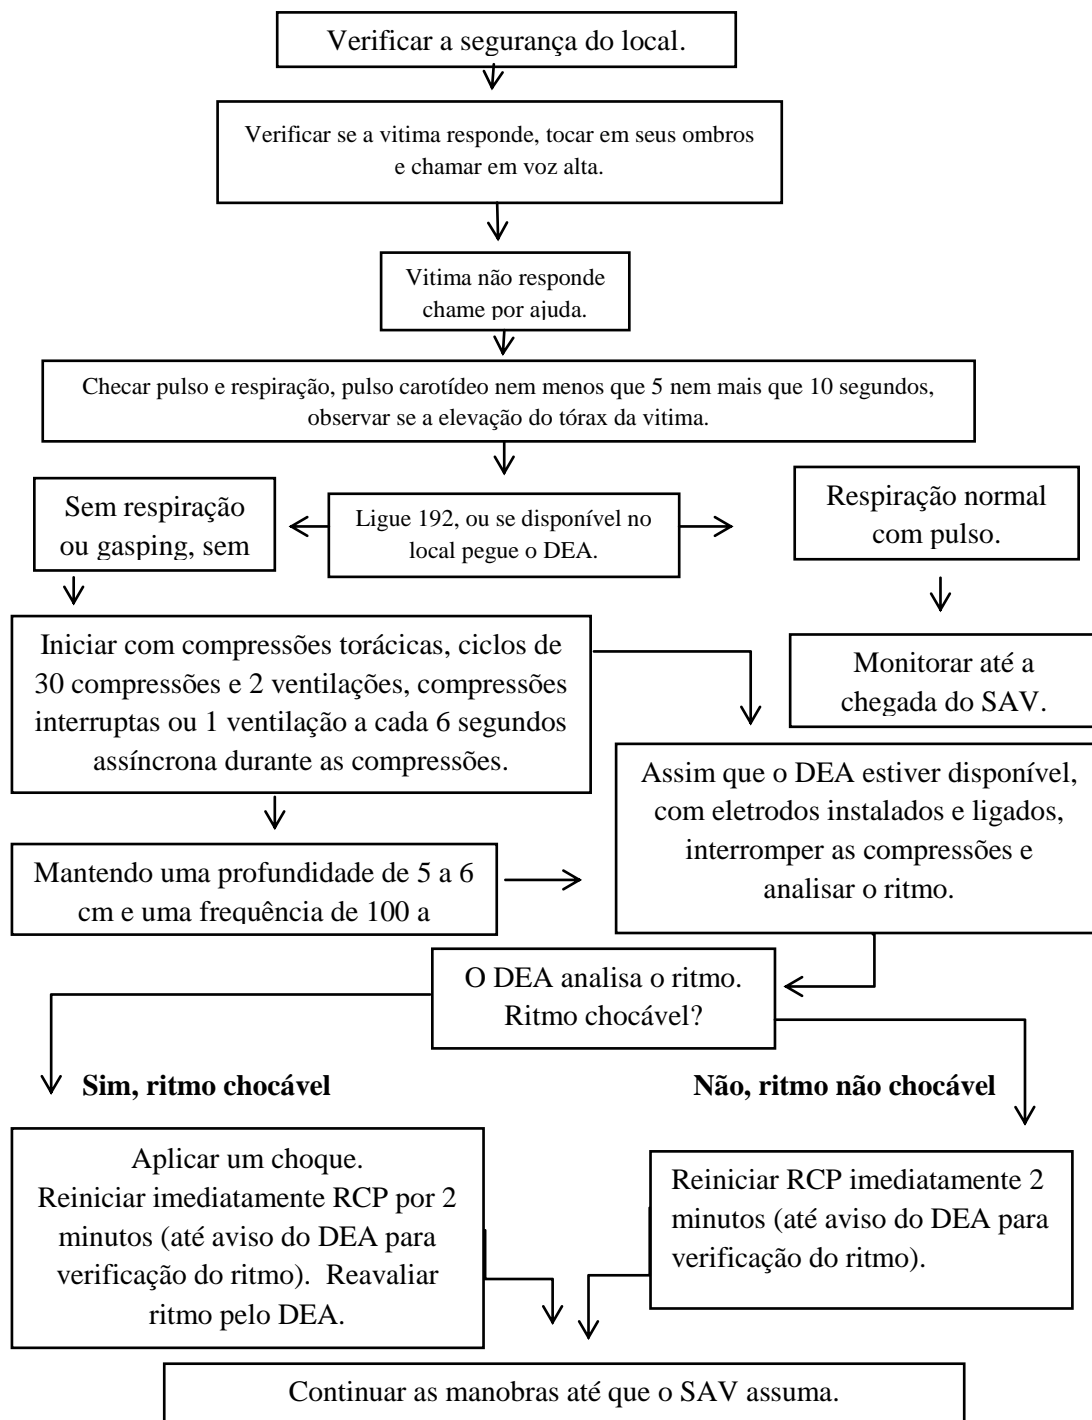 Verificar a segurança do local.
Verificar se a vitima responde, tocar em seus ombros
e chamar em voz alta.
Vitima não responde
chame por ajuda.
Checar pulso e respiração, pulso carotídeo nem menos que 5 nem mais que 10 segundos,
observar se a elevação do tórax da vitima.
Sem respiração
ou gasping, sem
Ligue 192, ou se disponível no
local pegue o DEA.
Respiração normal
com pulso.
Iniciar com compressões torácicas, ciclos de
30 compressões e 2 ventilações, compressões
interruptas ou 1 ventilação a cada 6 segundos
assíncrona durante as compressões.
Monitorar até a
chegada do SAV.
Assim que o DEA estiver disponível,
com eletrodos instalados e ligados,
interromper as compressões e
analisar o ritmo.
Mantendo uma profundidade de 5 a 6
cm e uma frequência de 100 a
O DEA analisa o ritmo.
Ritmo chocável?
Sim, ritmo chocável
Não, ritmo não chocável
Aplicar um choque.
Reiniciar imediatamente RCP por 2
minutos (até aviso do DEA para
verificação do ritmo).  Reavaliar
ritmo pelo DEA.
Reiniciar RCP imediatamente 2
minutos (até aviso do DEA para
verificação do ritmo).
Continuar as manobras até que o SAV assuma.